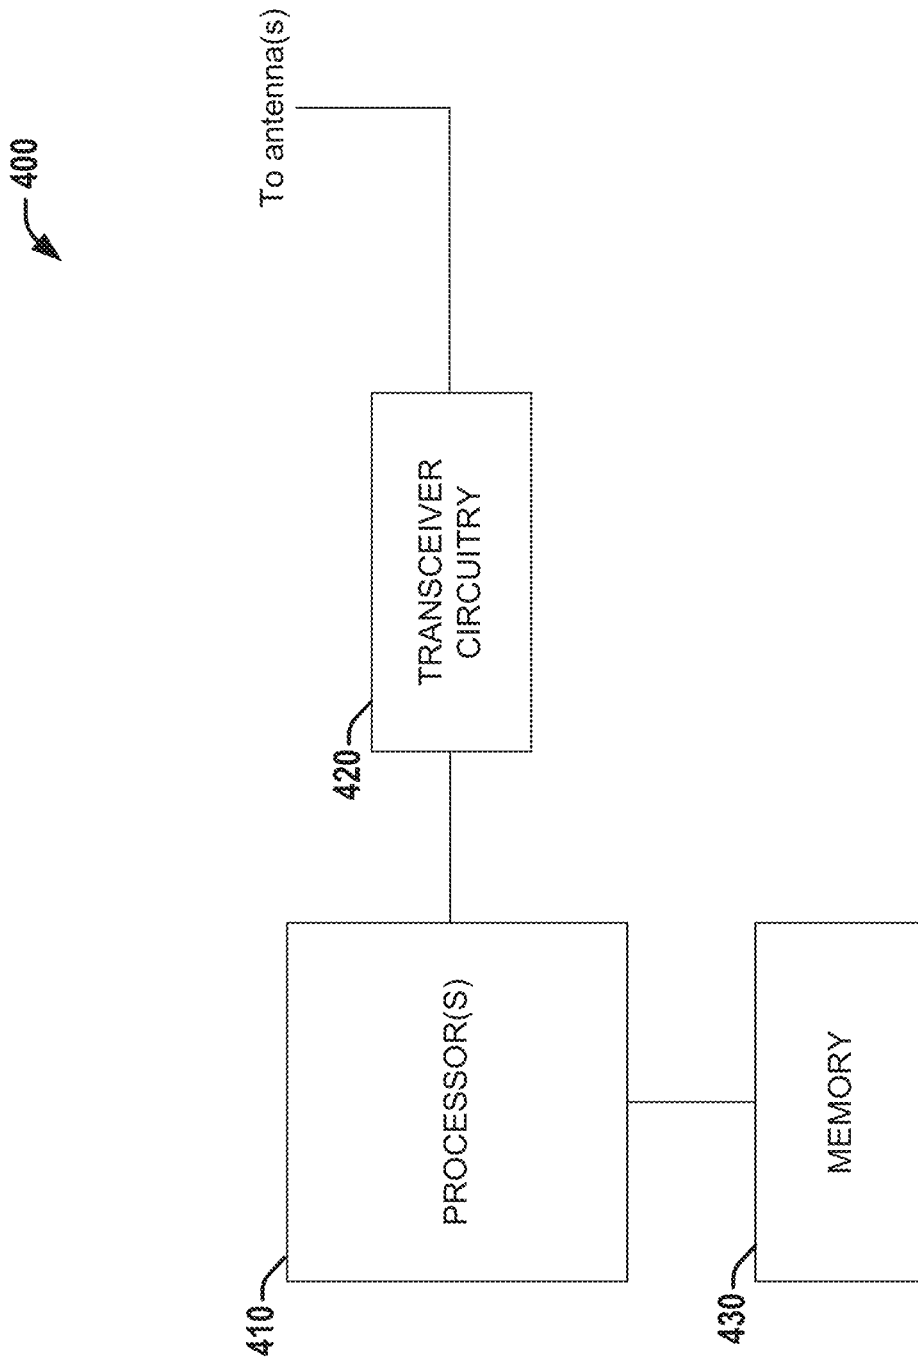 400
To antenna(s)
420
TRANSCEIVER
CIRCUITRY
410
PROCESSOR(S)
430
MEMORY